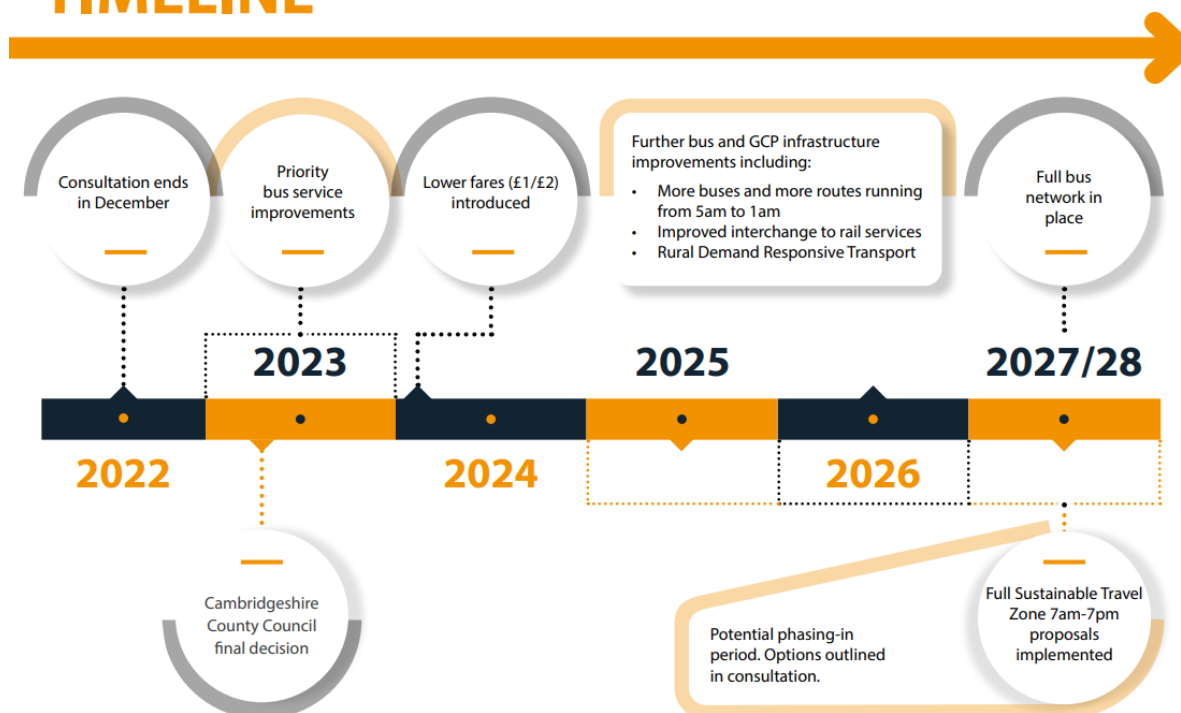 TIMELINE
Consultation ends
in December
Priority
bus service
improvements
Lower fares (£1/£2)
introduced
Further bus and GCP infrastructure
improvements including:
• More buses and more routes running
from 5am to 1am
• Improved interchange to rail services
• Rural Demand Responsive Transport
Full bus
network in
place
2023
2025
2027/28
2022
2024
2026
Cambridgeshire
County Council
final decision
Potential phasing-in
period. Options outlined
in consultation.
Full Sustainable Travel
Zone 7am-7pm
proposals
implemented